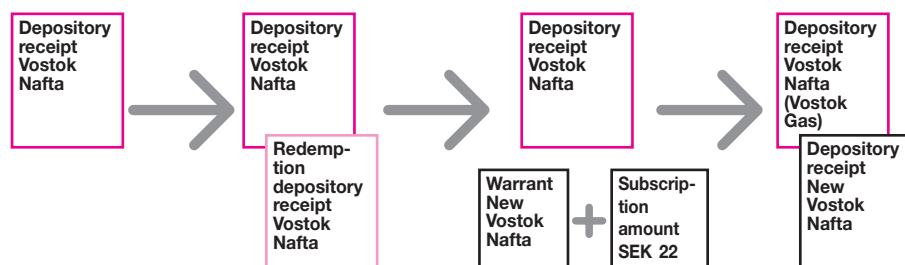 Depository
receipt
Vostok
Nafta
Depository
receipt
Vostok
Nafta
Redemp-
tion
depository
receipt
Vostok
Nafta
Depository
receipt
Vostok
Nafta
Warrant
New
Vostok
Nafta
+
Subscrip-
tion
amount
SEK 22
Depository
receipt
Vostok
Nafta
(Vostok
Gas)
Depository
receipt
New
Vostok
Nafta